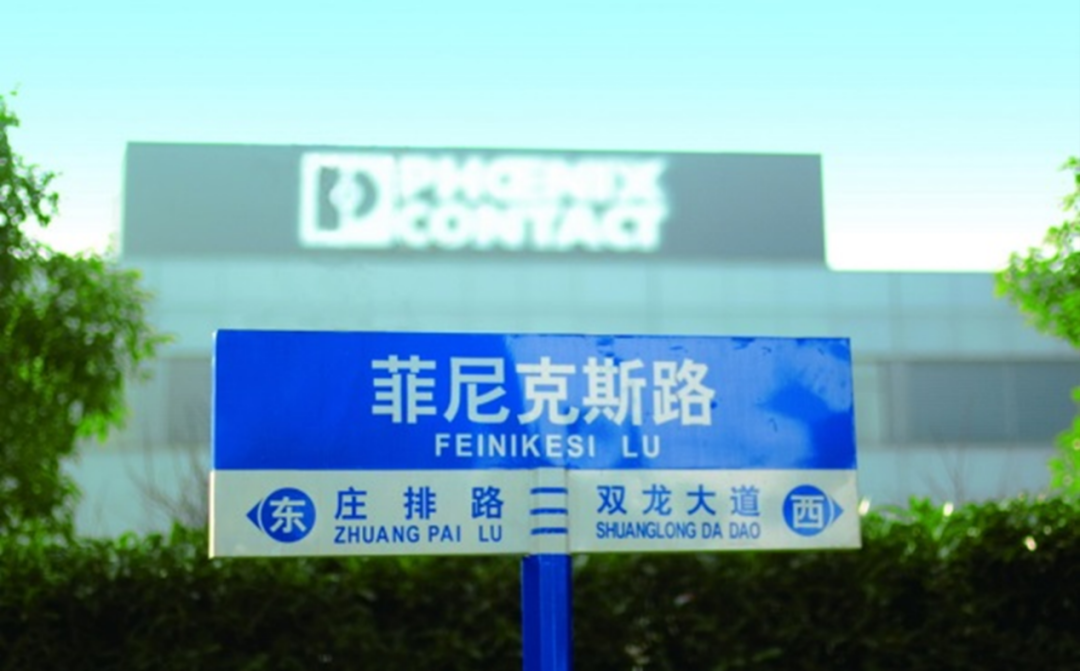 PHŒNIX
CONTACT
菲尼克斯路
FEINIKESI LU
东 庄排路 双龙大道 西
ZHUANG PAI LU SHUANGLONG DA DAO